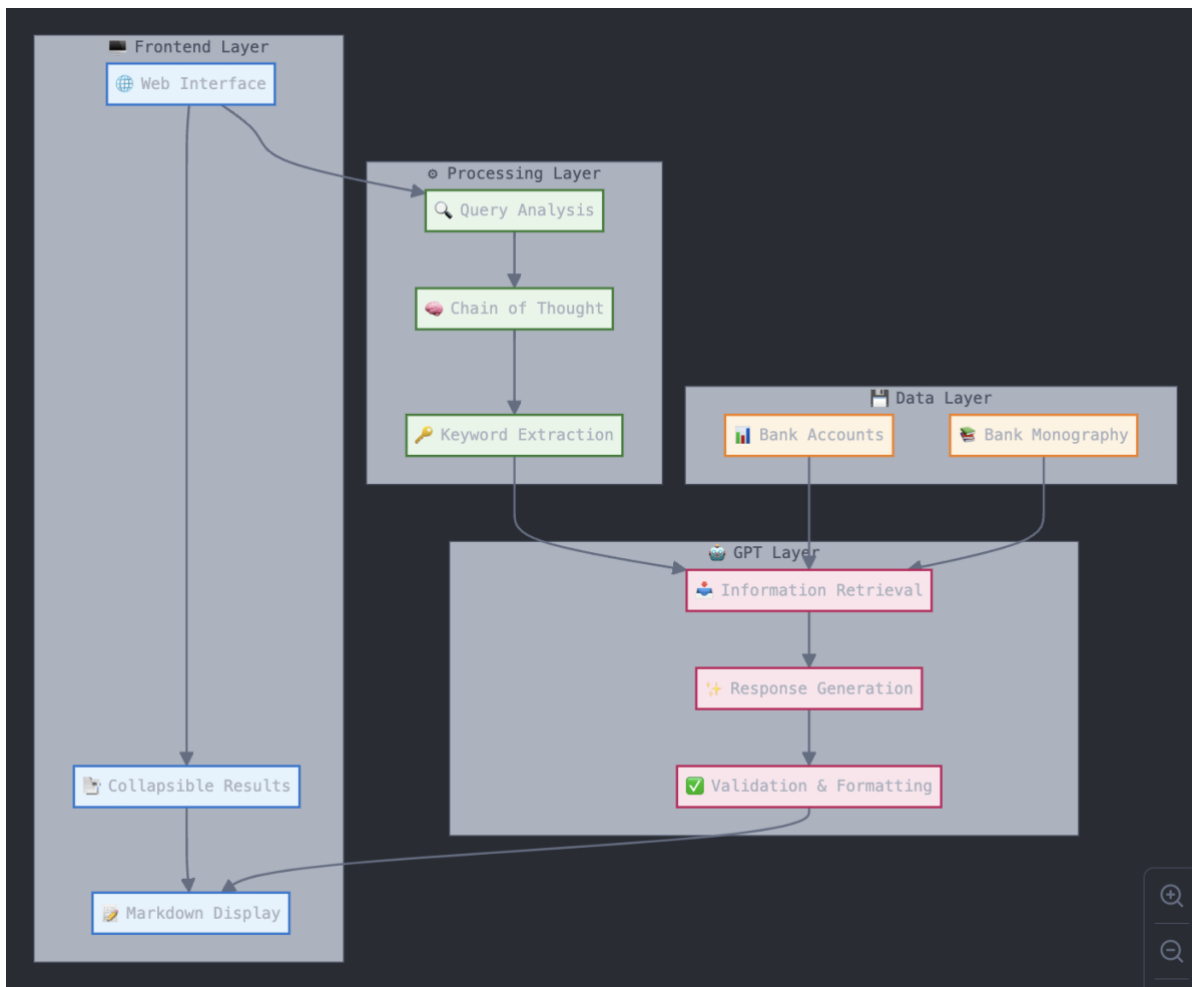 Frontend Layer
Web Interface
Processing Layer
Query Analysis
Chain of Thought
Keyword Extraction
Data Layer
Bank Accounts
Bank Monography
GPT Layer
Information Retrieval
Response Generation
Validation & Formatting
Collapsible Results
Markdown Display